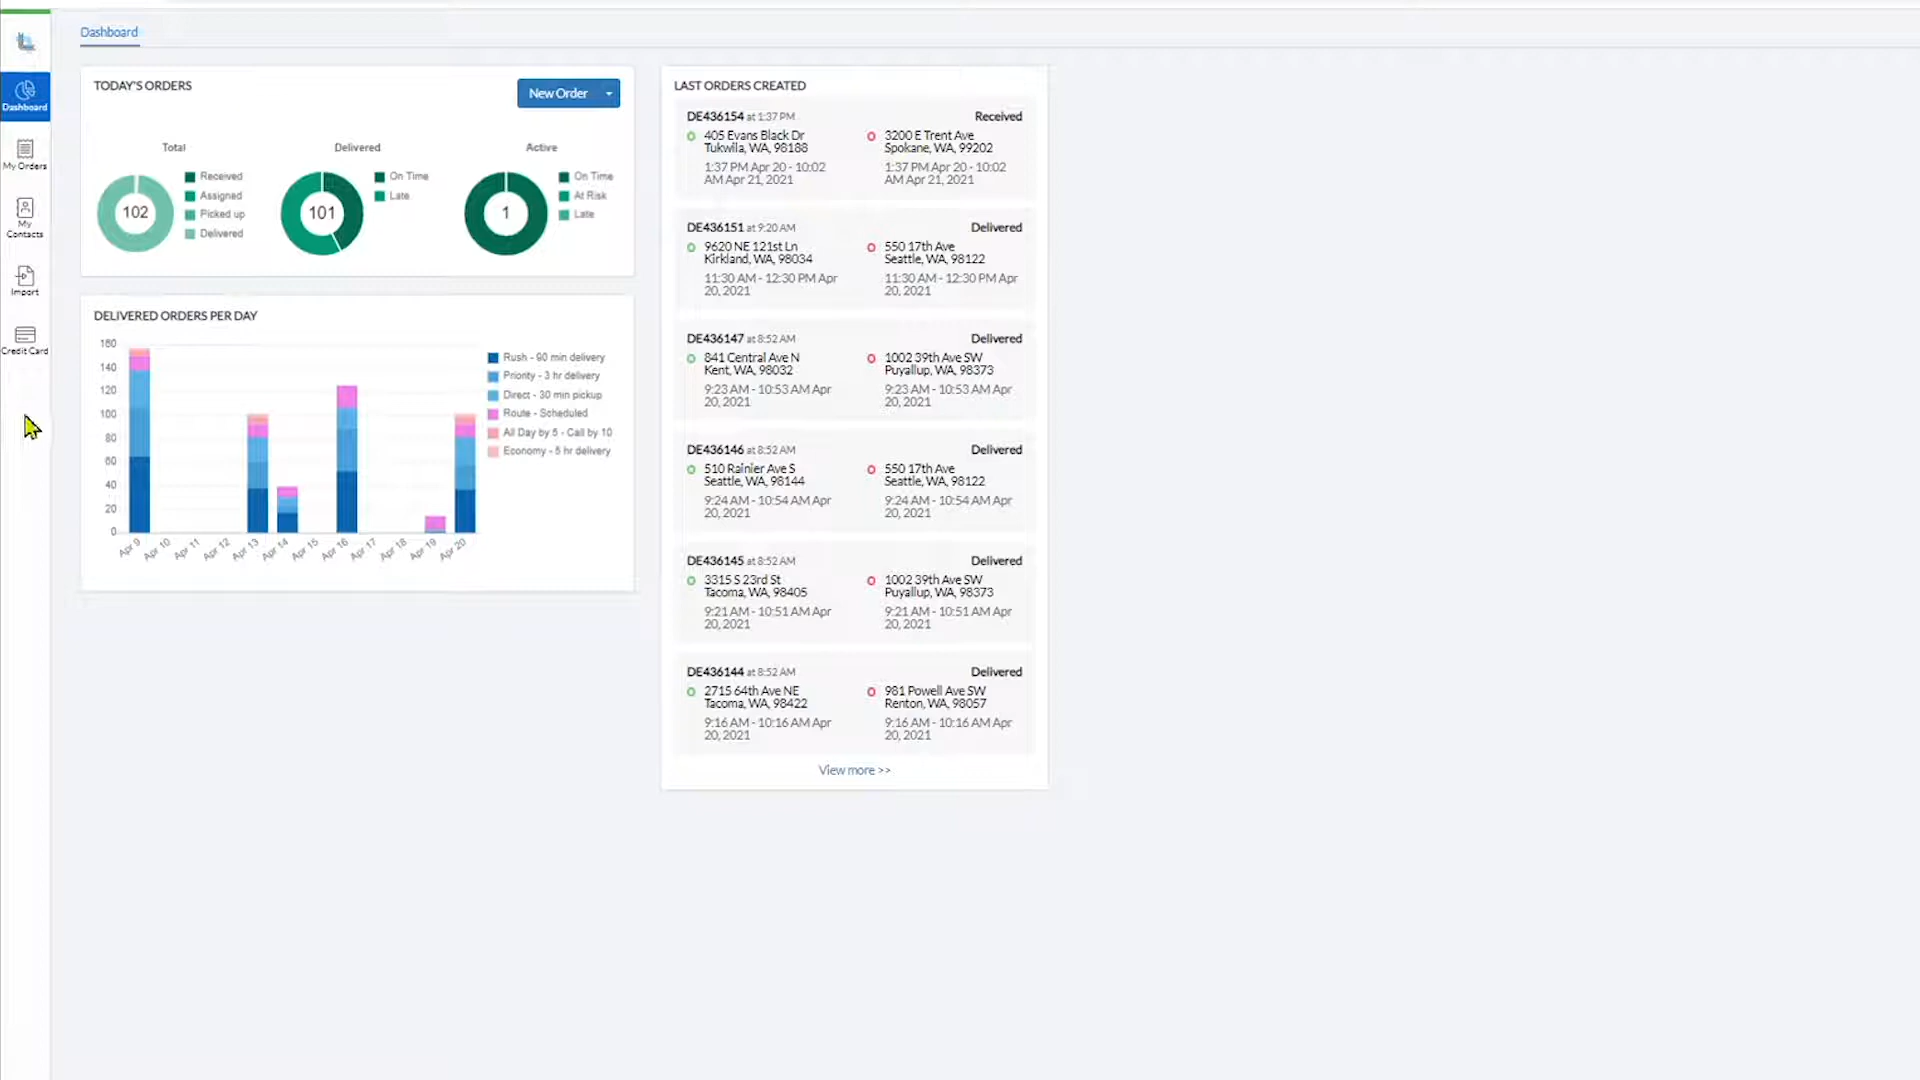 Dashboard
Dashboard
My Orders
My
Contacts
Import
Credit Card
TODAY'S ORDERS
New Order
Total
102
Received
Assigned
Picked up
Delivered
Delivered
101
On Time
Late
Active
1
On Time
At Risk
Late
DELIVERED ORDERS PER DAY
180
140
120
100
80
60
40
20
0
Apr 9
Apr 10
Apr 11
Apr 12
Apr 13
Apr 14
Apr 15
Apr 16
Apr 17
Apr 18
Apr 19
Apr 20
Rush - 90 min delivery
Priority - 3 hr delivery
Direct - 30 min pickup
Route - Scheduled
All Day by 5 - Call by 10
Economy - 5 hr delivery
LAST ORDERS CREATED
DE436154 at 1:37 PM Received
405 Evans Black Dr 3200 E Trent Ave
Tukwila, WA, 98188 Spokane, WA, 99202
1:37 PM Apr 20 - 10:02 1:37 PM Apr 20 - 10:02
AM Apr 21, 2021 AM Apr 21, 2021
DE436151 at 9:20 AM Delivered
9620 NE 121st Ln 550 17th Ave
Kirkland, WA, 98034 Seattle, WA, 98122
11:30 AM - 12:30 PM Apr 11:30 AM - 12:30 PM Apr
20, 2021 20, 2021
DE436147 at 8:52 AM Delivered
841 Central Ave N 1002 39th Ave SW
Kent, WA, 98032 Puyallup, WA, 98373
9:23 AM - 10:53 AM Apr 9:23 AM - 10:53 AM Apr
20, 2021 20, 2021
DE436146 at 8:52 AM Delivered
510 Rainier Ave S 550 17th Ave
Seattle, WA, 98144 Seattle, WA, 98122
9:24 AM - 10:54 AM Apr 9:24 AM - 10:54 AM Apr
20, 2021 20, 2021
DE436145 at 8:52 AM Delivered
3315 S 23rd St 1002 39th Ave SW
Tacoma, WA, 98405 Puyallup, WA, 98373
9:21 AM - 10:51 AM Apr 9:21 AM - 10:51 AM Apr
20, 2021 20, 2021
DE436144 at 8:52 AM Delivered
2715 64th Ave NE 981 Powell Ave SW
Tacoma, WA, 98422 Renton, WA, 98057
9:16 AM - 10:16 AM Apr 9:16 AM - 10:16 AM Apr
20, 2021 20, 2021
View more >>